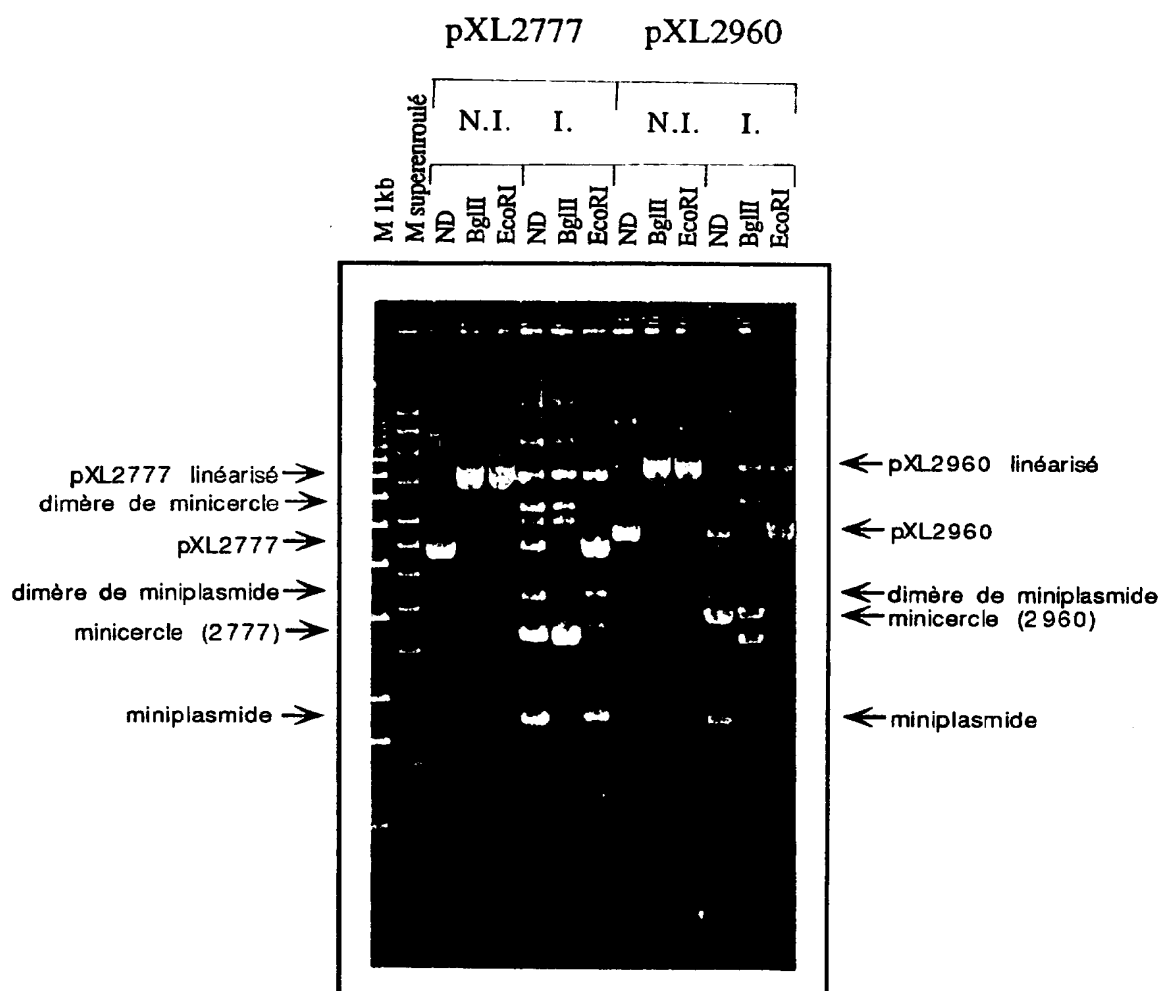 pXL2777 pXL2960
N.I. I. N.I. I.
M 1kb
M superenroulé
ND
BglII
EcoRI
ND
BglII
EcoRI
ND
BglII
EcoRI
ND
BglII
EcoRI
pXL2777 linéarisé
dimère de minicercle
pXL2777
dimère de miniplasmide
minicercle (2777)
miniplasmide
pXL2960 linéarisé
pXL2960
dimère de miniplasmide
minicercle (2960)
miniplasmide